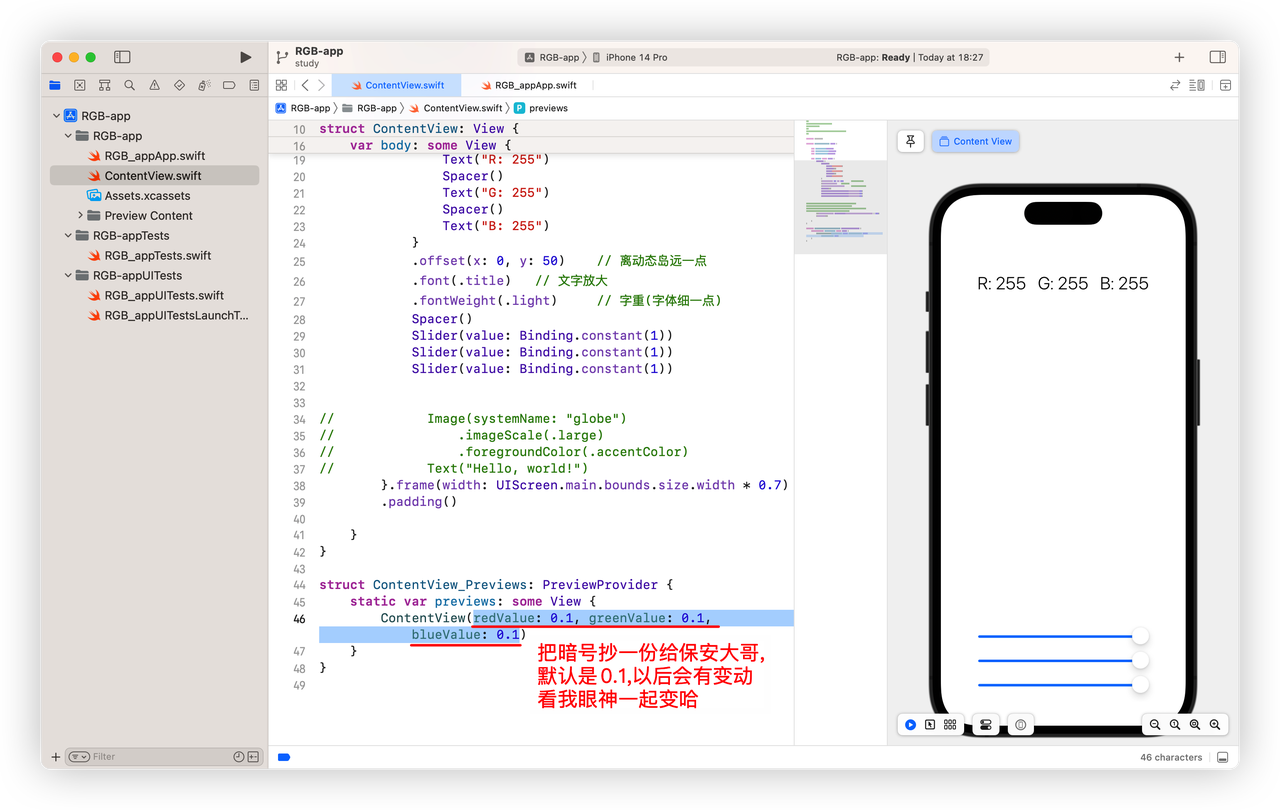 RGB-app
study
RGB-app 〉 iPhone 14 Pro
RGB-app: Ready | Today at 18:27
ContentView.swift
RGB_appApp.swift
RGB-app 〉 RGB-app 〉 ContentView.swift 〉 P previews
RGB-app
RGB-app
RGB_appApp.swift
ContentView.swift
Assets.xcassets
Preview Content
RGB-appTests
RGB_appTests.swift
RGB-appUITests
RGB_appUITests.swift
RGB_appUITestsLaunchT...
Filter
10 struct ContentView: View {
16 var body: some View {
19 Text("R: 255")
20 Spacer()
21 Text("G: 255")
22 Spacer()
23 Text("B: 255")
24 }
25 .offset(x: 0, y: 50) // 离动态岛远一点
26 .font(.title) // 文字放大
27 .fontWeight(.light) // 字重(字体细一点)
28 Spacer()
29 Slider(value: Binding.constant(1))
30 Slider(value: Binding.constant(1))
31 Slider(value: Binding.constant(1))
32
33
34 // Image(systemName: "globe")
35 // .imageScale(.large)
36 // .foregroundColor(.accentColor)
37 // Text("Hello, world!")
38 }.frame(width: UIScreen.main.bounds.size.width * 0.7)
39 .padding()
40
41 }
42 }
43
44 struct ContentView_Previews: PreviewProvider {
45 static var previews: some View {
46 ContentView(redValue: 0.1, greenValue: 0.1,
blueValue: 0.1)
47 }
48 }
49
把暗号抄一份给保安大哥,
默认是0.1,以后会有变动
看我眼神一起变哈
Content View
R: 255 G: 255 B: 255
46 characters